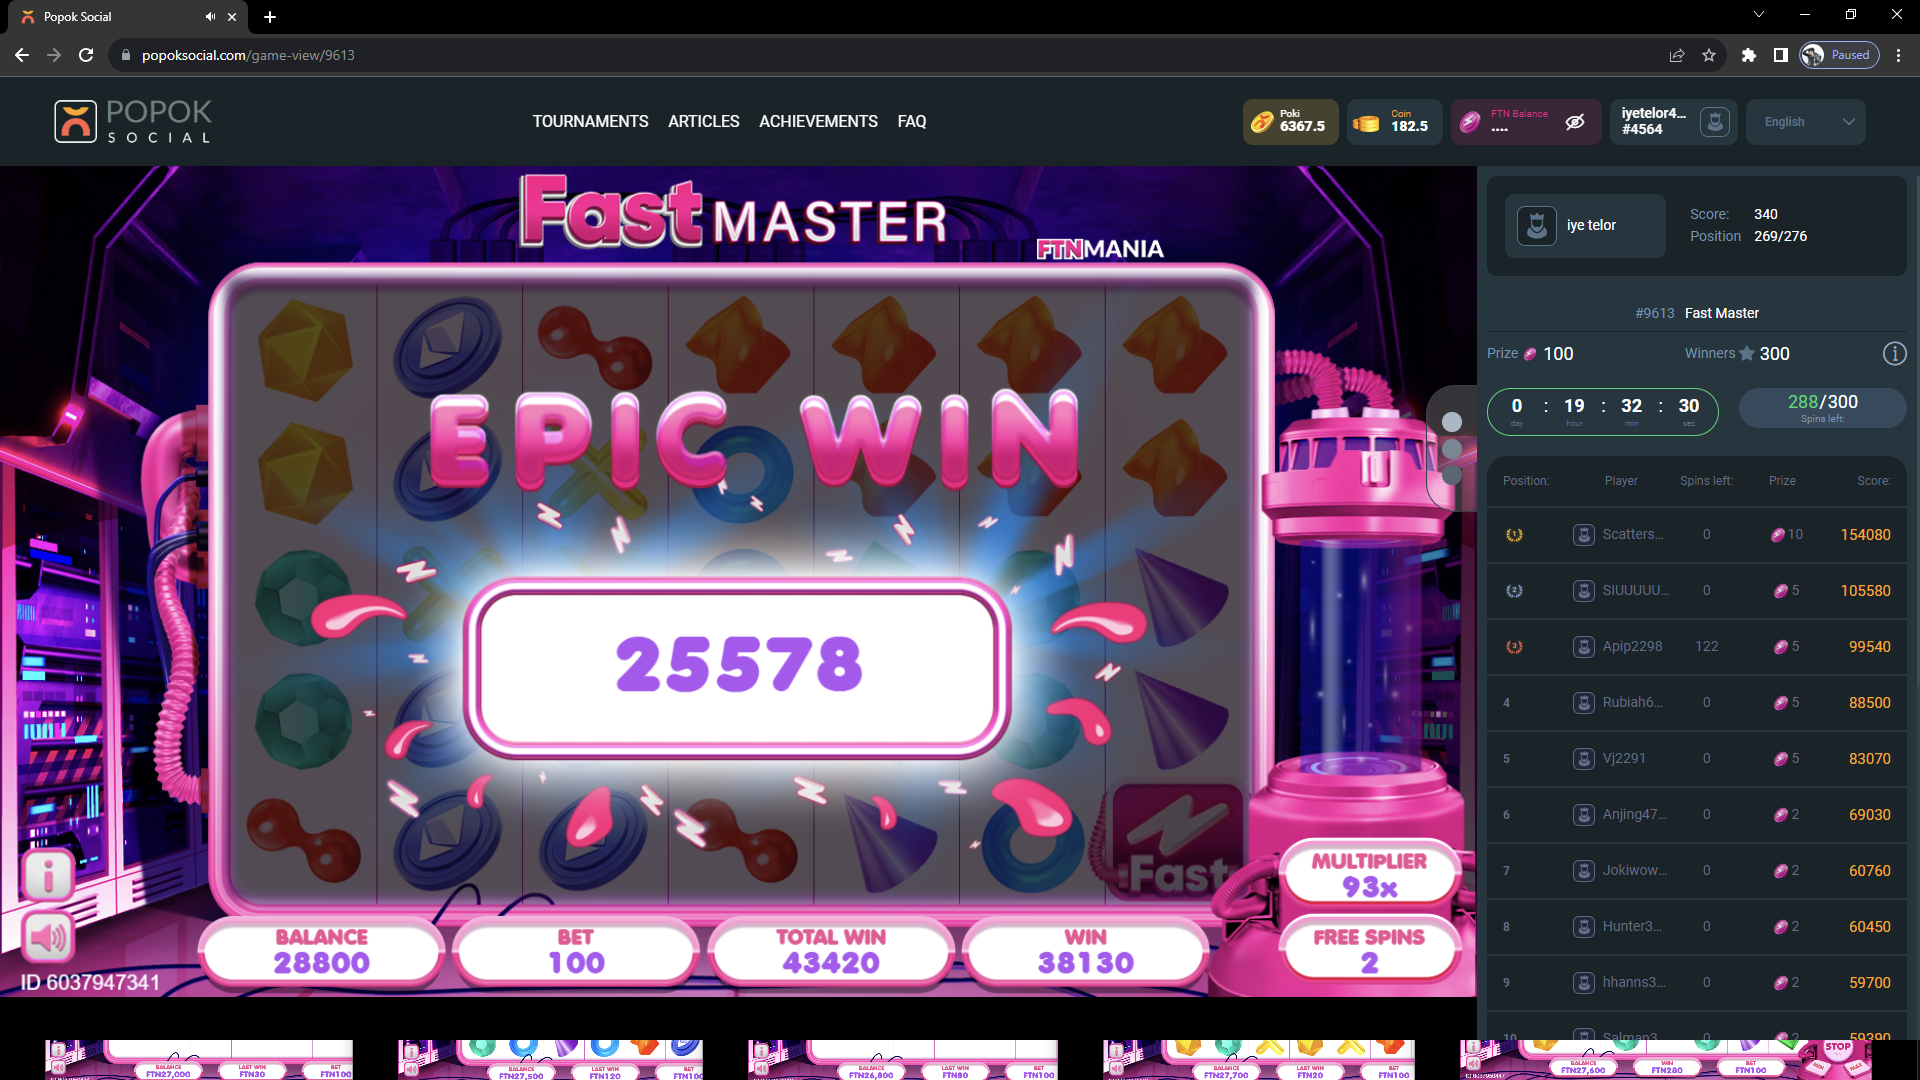 Popok Social
popoksocial.com/game-view/9613
Paused
POPOK
SOCIAL
TOURNAMENTS
ARTICLES
ACHIEVEMENTS
FAQ
Poki
6367.5
Coin
182.5
FTN Balance
....
iyetelor4...
#4564
English
Fast MASTER
FTNMANIA
EPIC WIN
25578
Fast
MULTIPLIER
93x
BALANCE
28800
BET
100
TOTAL WIN
43420
WIN
38130
FREE SPINS
2
ID 6037947341
iye telor
Score: 340
Position 269/276
#9613 Fast Master
Prize 100
Winners 300
0 : 19 : 32 : 30
day hour min sec
288/300
Spins left:
Position: Player Spins left: Prize Score:
1 Scatters... 0 10 154080
2 SIUUUUU... 0 5 105580
3 Apip2298 122 5 99540
4 Rubiah6... 0 5 88500
5 Vj2291 0 5 83070
6 Anjing47... 0 2 69030
7 Jokiwow... 0 2 60760
8 Hunter3... 0 2 60450
9 hhanns3... 0 2 59700
10 Salman3... 0 2 59390
BALANCE
FTN27,000
LAST WIN
FTN80
BET
FTN100
BALANCE
FTN27,500
LAST WIN
FTN120
BET
FTN100
BALANCE
FTN26,800
LAST WIN
FTN80
BET
FTN100
BALANCE
FTN27,700
LAST WIN
FTN20
BET
FTN100
BALANCE
FTN27,600
WIN
FTN280
BET
FTN100
STOP
MIN
MAX